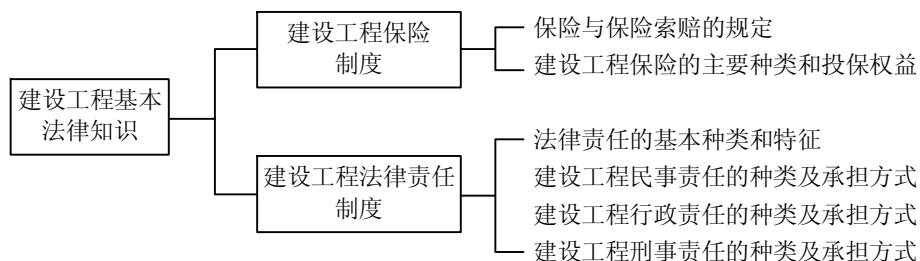 建设工程基本
法律知识
建设工程保险
制度
保险与保险索赔的规定
建设工程保险的主要种类和投保权益
建设工程法律责任
制度
法律责任的基本种类和特征
建设工程民事责任的种类及承担方式
建设工程行政责任的种类及承担方式
建设工程刑事责任的种类及承担方式